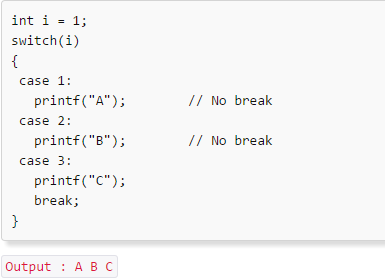 int i = 1;
switch(i)
{
 case 1:
   printf("A");        // No break
 case 2:
   printf("B");        // No break
 case 3:
   printf("C");
   break;
}
Output : A B C